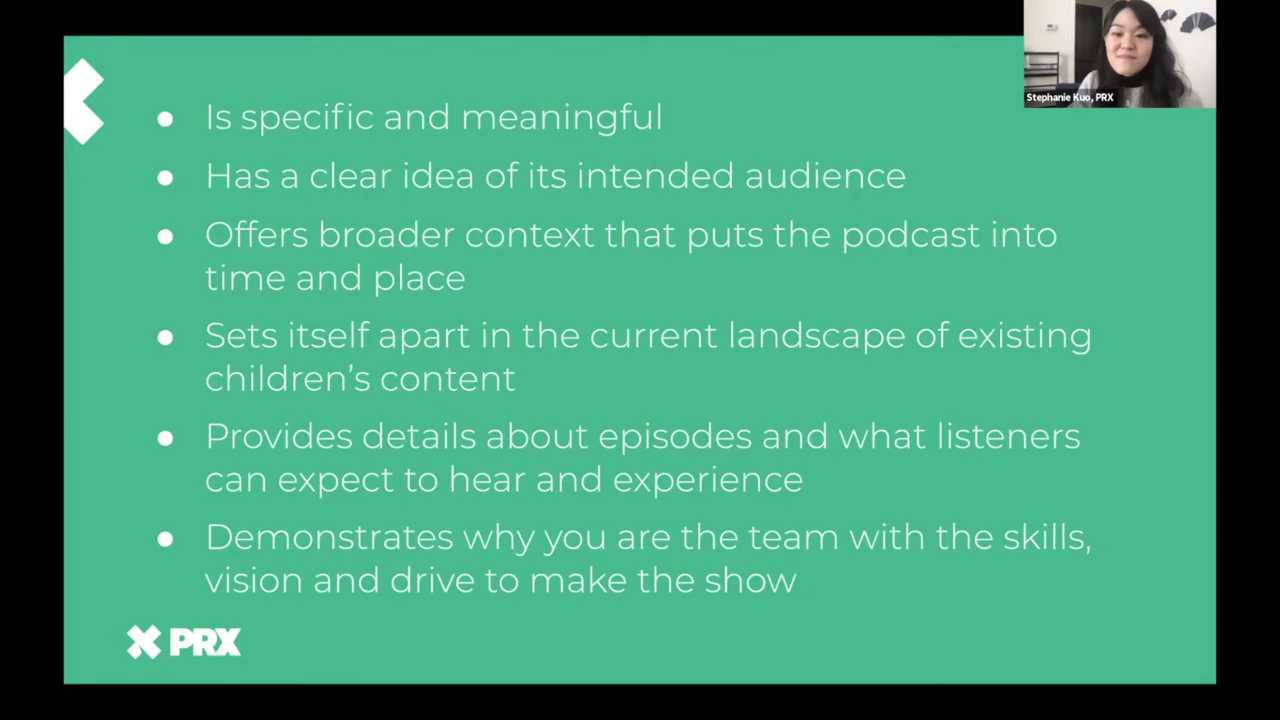 Stephanie Kuo, PRX
● Is specific and meaningful
● Has a clear idea of its intended audience
● Offers broader context that puts the podcast into
time and place
● Sets itself apart in the current landscape of existing
children’s content
● Provides details about episodes and what listeners
can expect to hear and experience
● Demonstrates why you are the team with the skills,
vision and drive to make the show
PRX